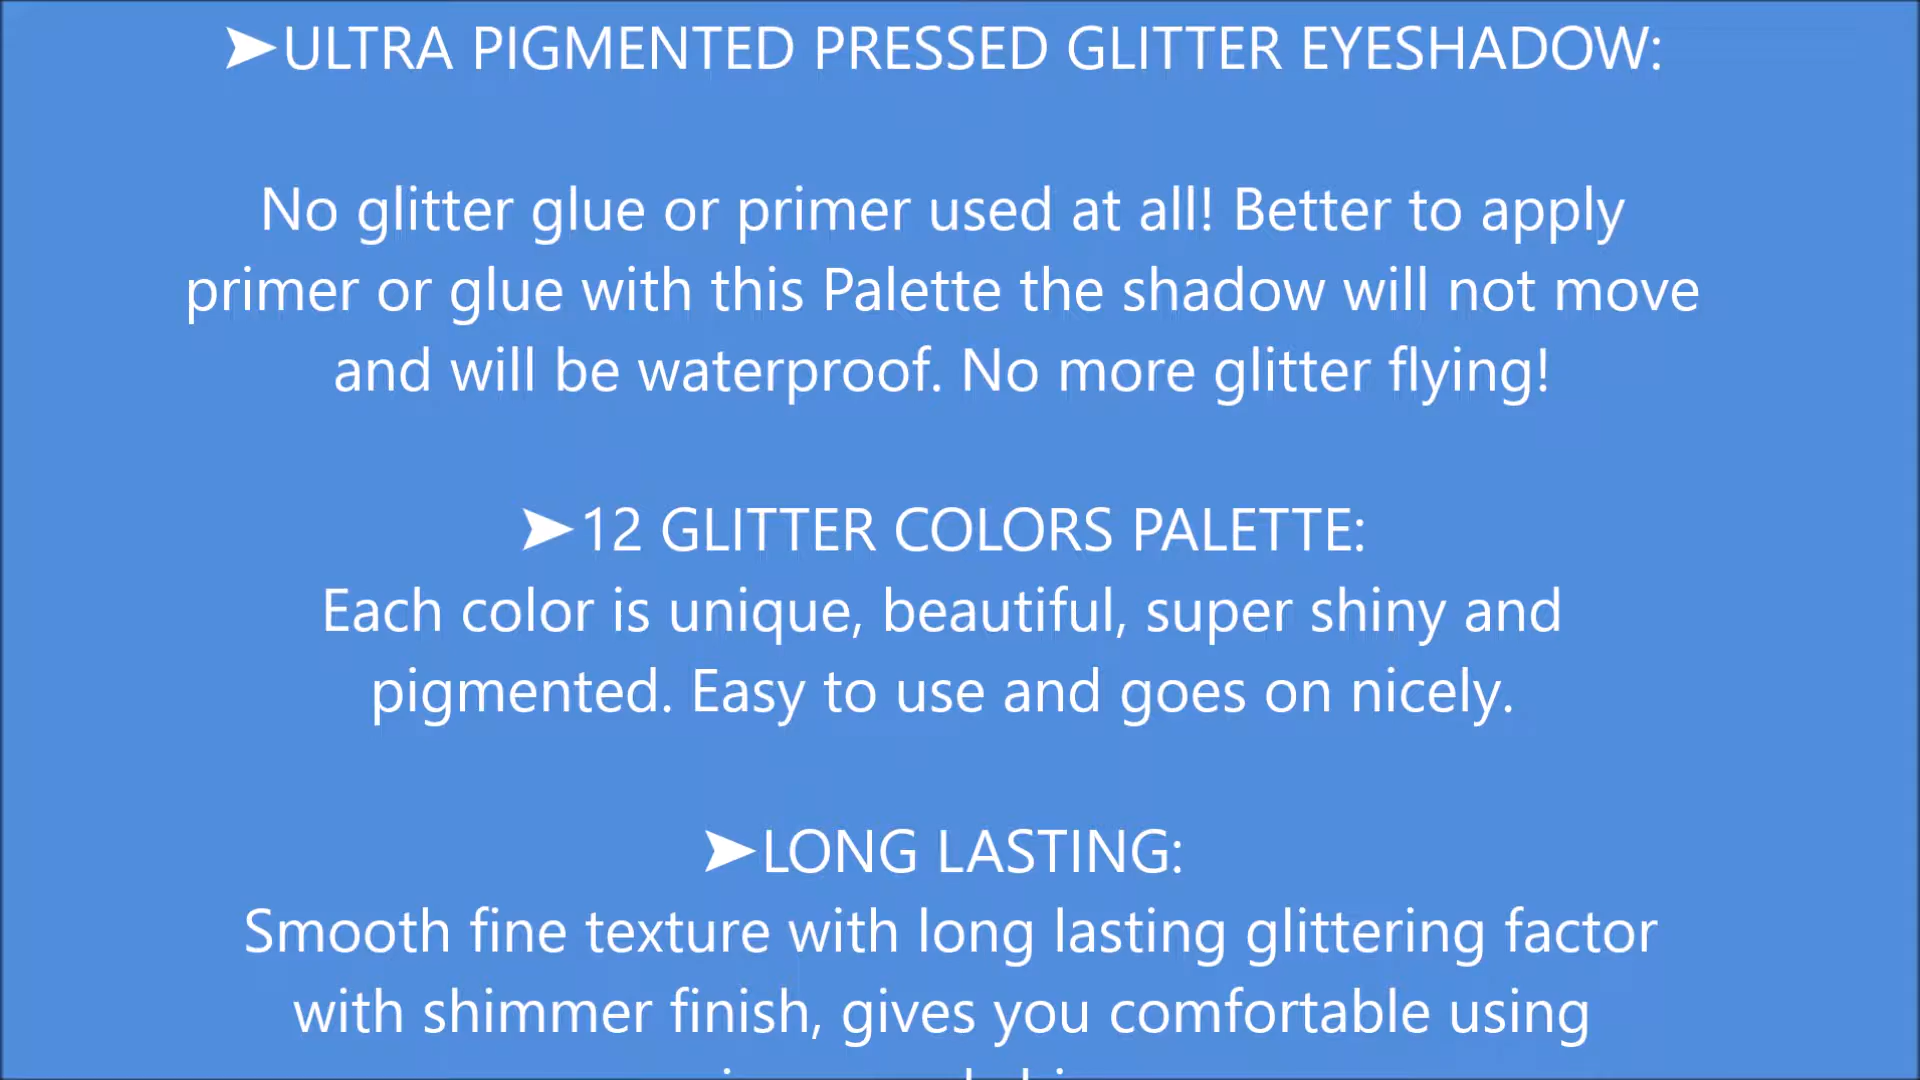 ➤ULTRA PIGMENTED PRESSED GLITTER EYESHADOW:
No glitter glue or primer used at all! Better to apply
primer or glue with this Palette the shadow will not move
and will be waterproof. No more glitter flying!
➤12 GLITTER COLORS PALETTE:
Each color is unique, beautiful, super shiny and
pigmented. Easy to use and goes on nicely.
➤LONG LASTING:
Smooth fine texture with long lasting glittering factor
with shimmer finish, gives you comfortable using